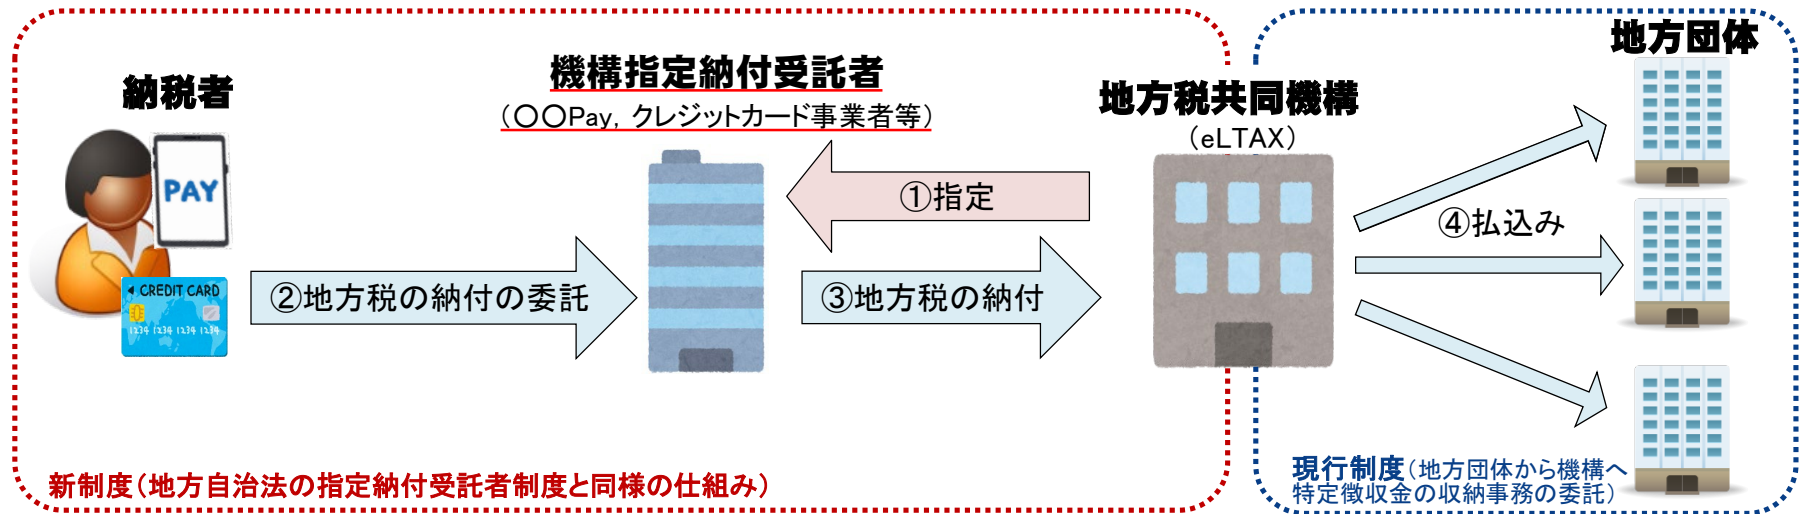 納税者
PAY
CREDIT CARD
1234 1234 1234 1234
②地方税の納付の委託
機構指定納付受託者
(〇〇Pay, クレジットカード事業者等)
①指定
③地方税の納付
地方税共同機構
(eLTAX)
④払込み
地方団体
新制度(地方自治法の指定納付受託者制度と同様の仕組み)
現行制度(地方団体から機構へ
特定徴収金の収納事務の委託)